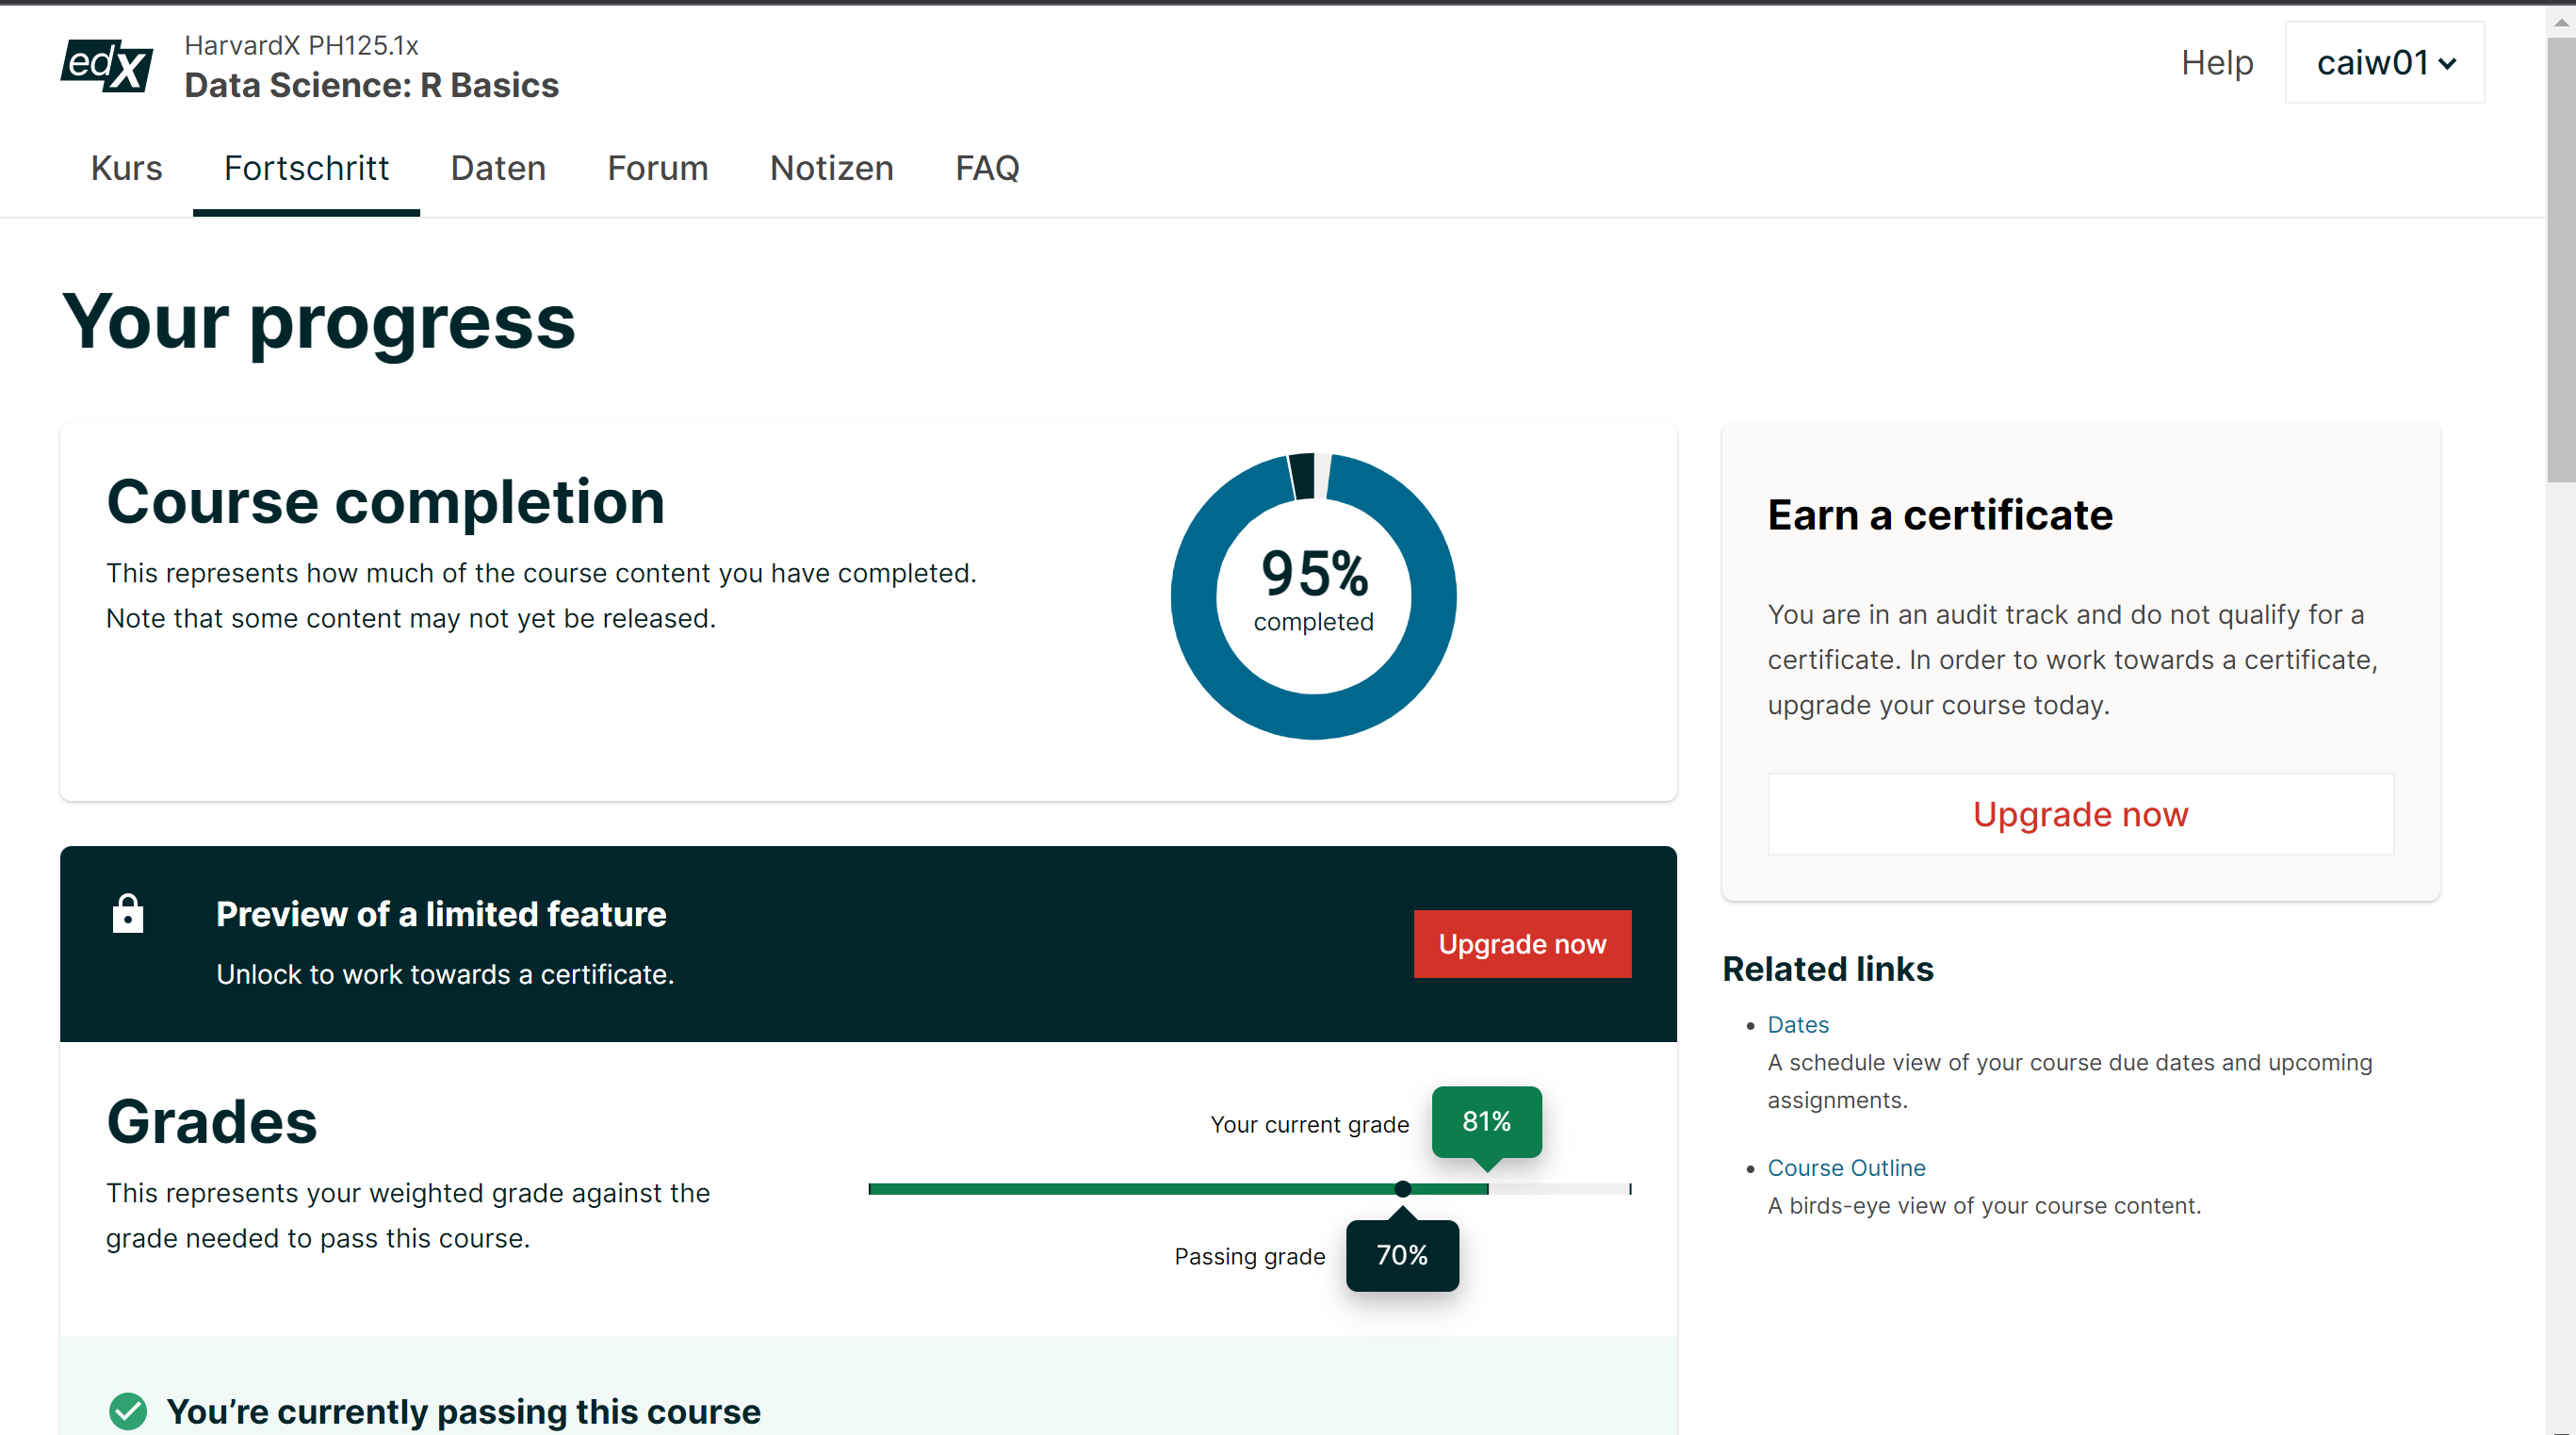 edX
HarvardX PH125.1x
Data Science: R Basics
Help
caiw01
Kurs
Fortschritt
Daten
Forum
Notizen
FAQ
Your progress
Course completion
This represents how much of the course content you have completed.
Note that some content may not yet be released.
95%
completed
Earn a certificate
You are in an audit track and do not qualify for a
certificate. In order to work towards a certificate,
upgrade your course today.
Upgrade now
Preview of a limited feature
Unlock to work towards a certificate.
Upgrade now
Grades
This represents your weighted grade against the
grade needed to pass this course.
Your current grade
81%
Passing grade
70%
You’re currently passing this course
Related links
Dates
A schedule view of your course due dates and upcoming
assignments.
Course Outline
A birds-eye view of your course content.